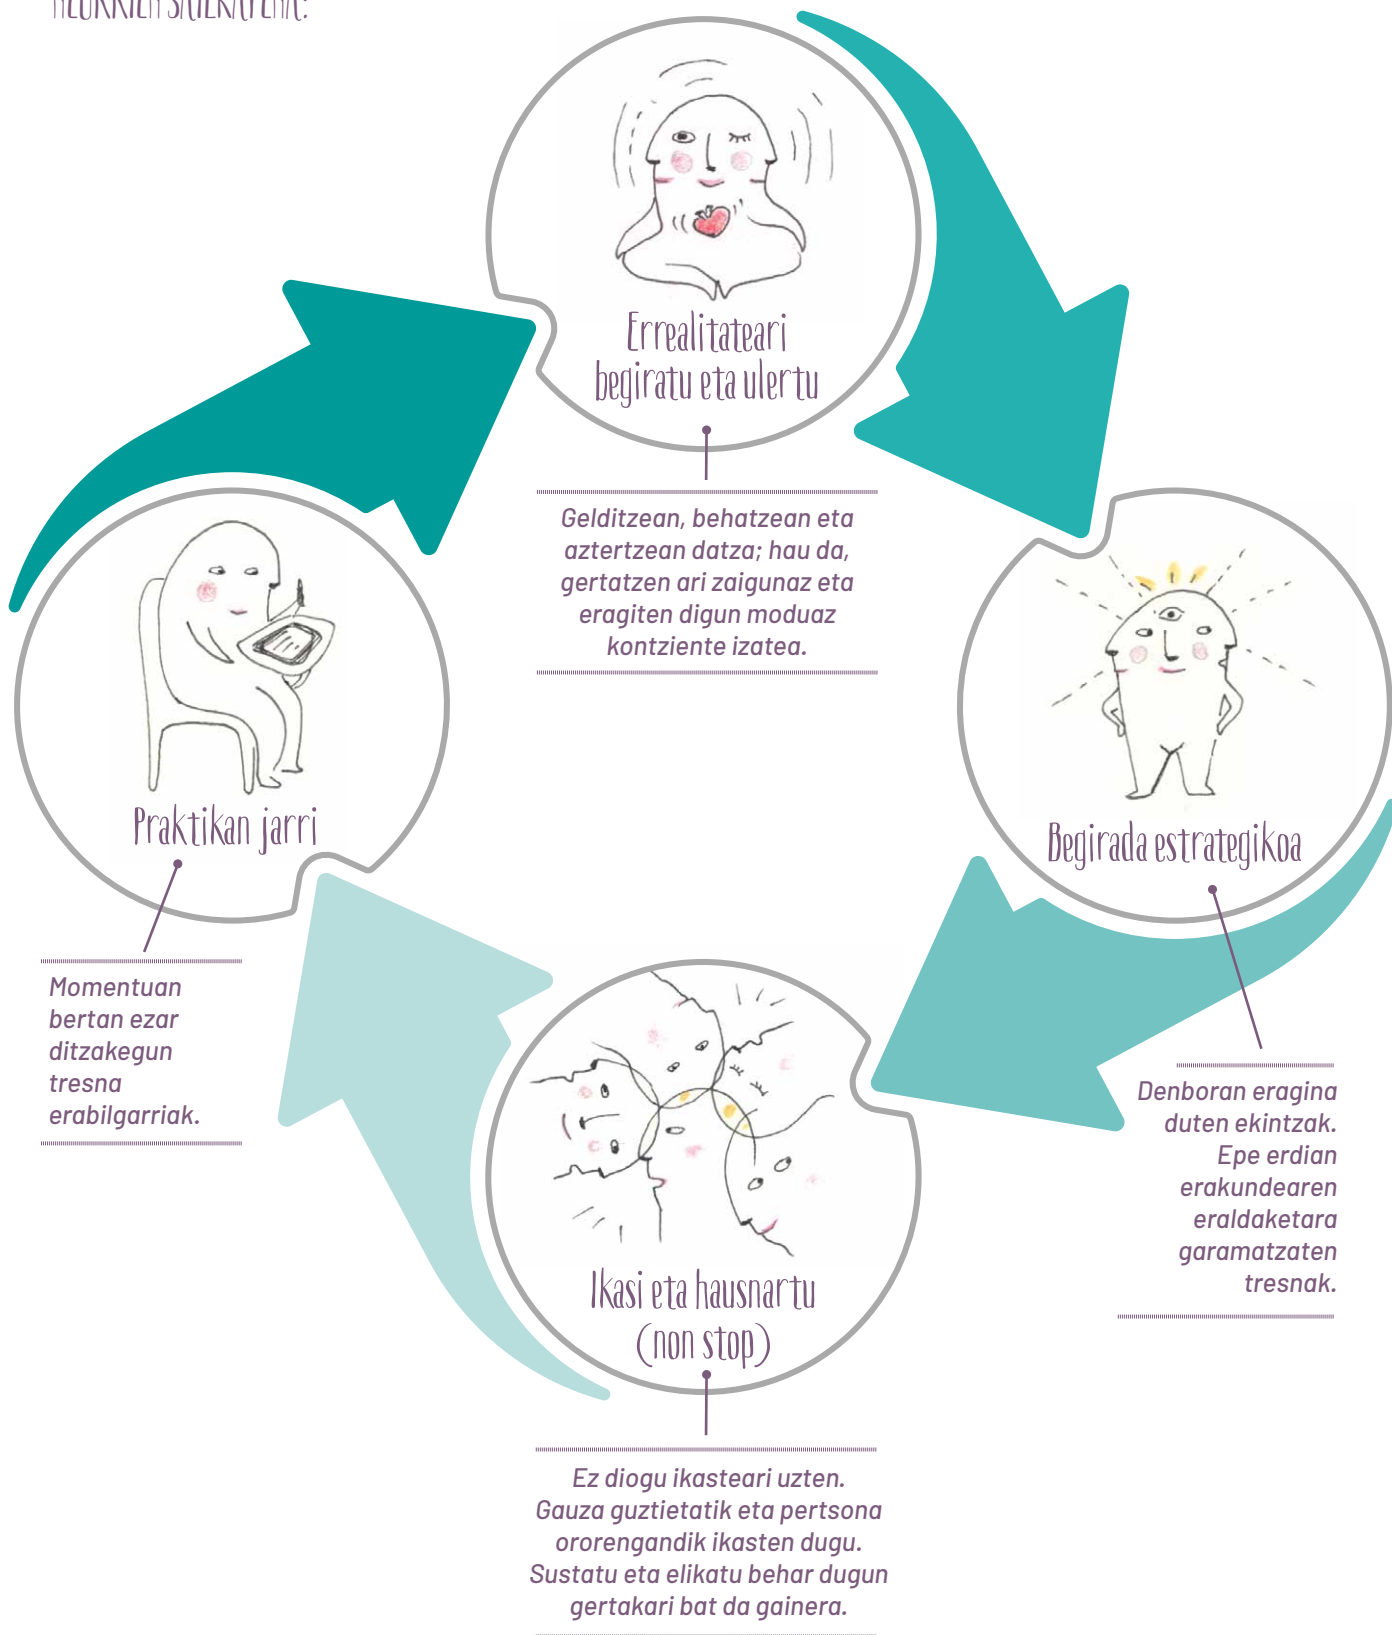 Errealitateari
begiratu eta ulertu
Gelditzean, behatzean eta
aztertzean datza; hau da,
gertatzen ari zaigunaz eta
eragiten digun moduaz
kontziente izatea.
Begirada estrategikoa
Denboran eragina
duten ekintzak.
Epe erdian
erakundearen
eraldaketara
garamatzaten
tresnak.
Ikasi eta hausnartu
(non stop)
Ez diogu ikasteari uzten.
Gauza guztietatik eta pertsona
ororengandik ikasten dugu.
Sustatu eta elikatu behar dugun
gertakari bat da gainera.
Praktikan jarri
Momentuan
bertan ezar
ditzakegun
tresna
erabilgarriak.